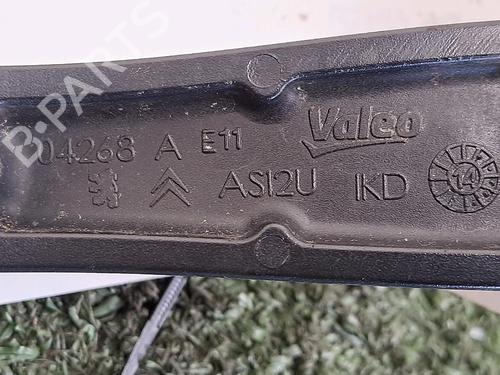 B-PARTS
04268 A E11 Valeo
AS12U IKD 14